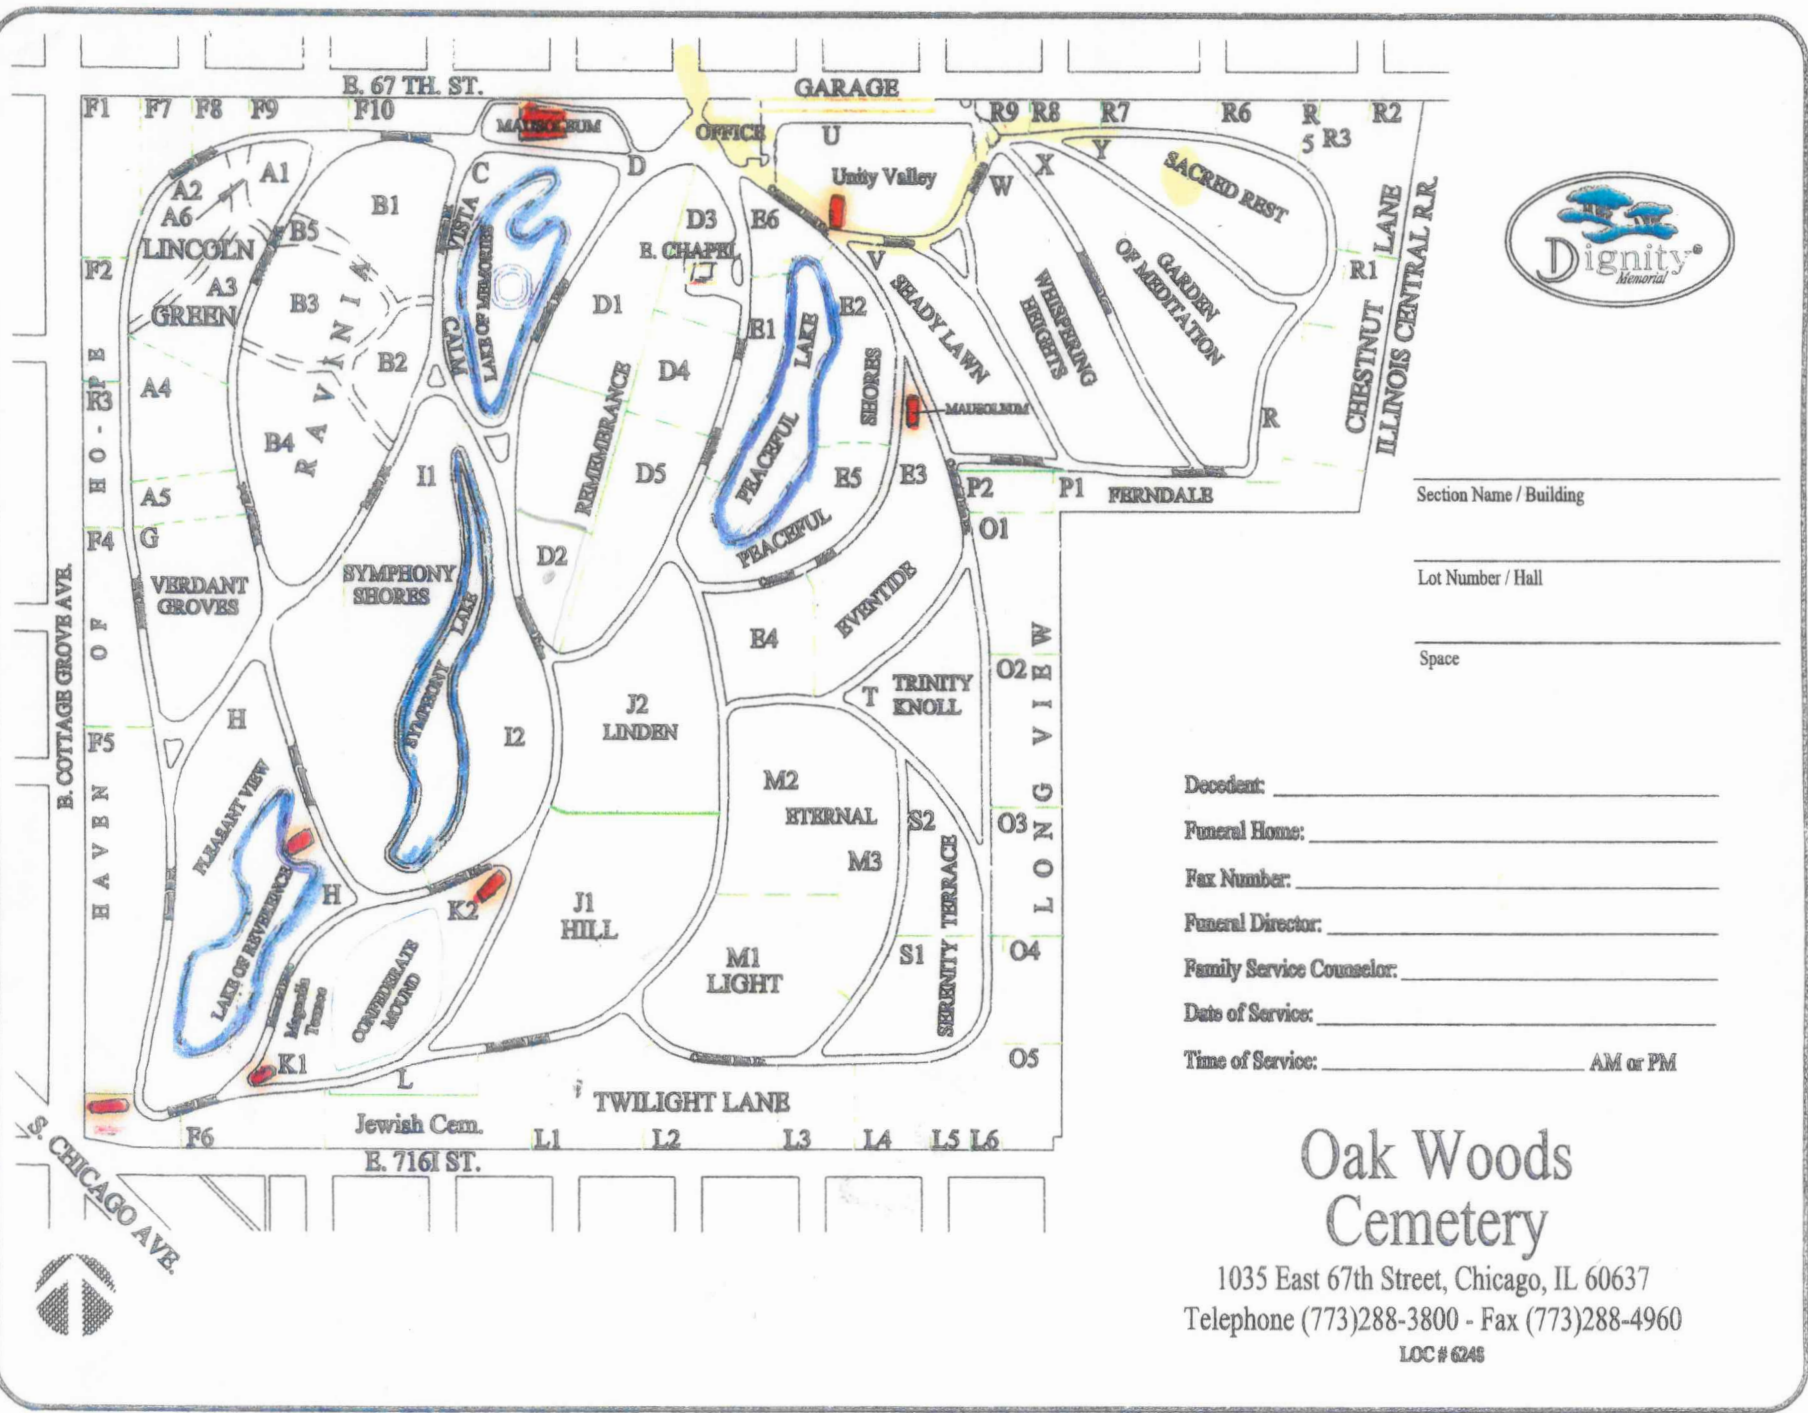 E. 67 TH. ST.
GARAGE
F1
F7
F8
F9
F10
MAUSOLEUM
OFFICE
U
R9
R8
R7
R6
R
5
R3
R2
Unity Valley
A1
A2
A6
LINCOLN
A3
GREEN
A4
A5
G
VERDANT
GROVES
B1
B5
B3
B2
B4
RAVINIA
C
VISTA
CALM
LAKE OF MEMORIES
D
D3
E. CHAPEL
D1
D4
D5
D2
REMEMBRANCE
E6
E1
E2
LAKE
PEACEFUL
SHORES
E5
PEACEFUL
E3
E4
EVENTIDE
V
SHADY LAWN
W
X
Y
SACRED REST
WHISPERING
HEIGHTS
GARDEN
OF MEDITATION
R1
R
CHESTNUT LANE
ILLINOIS CENTRAL R.R.
MAUSOLEUM
P2
P1
FERNDALE
O1
O2
O3
O4
O5
LONG VIEW
F2
R3
F4
F5
F6
HAVEN OF HO-PE
B. COTTAGE GROVE AVE.
I1
SYMPHONY
SHORES
LAKE
SYMPHONY
I2
H
PLEASANT VIEW
LAKE OF REVERENCE
H
J2
LINDEN
J1
HILL
K2
CONFEDERATE
MOUND
Magnolia
Terrace
K1
L
T
TRINITY
KNOLL
M2
ETERNAL
M3
M1
LIGHT
S2
S1
SERENITY TERRACE
TWILIGHT LANE
Jewish Cem.
L1
L2
L3
L4
L5
L6
E. 71 ST.
S. CHICAGO AVE.
Dignity®
Memorial
Section Name / Building
Lot Number / Hall
Space
Decedent:
Funeral Home:
Fax Number:
Funeral Director:
Family Service Counselor:
Date of Service:
Time of Service: AM or PM
Oak Woods
Cemetery
1035 East 67th Street, Chicago, IL 60637
Telephone (773)288-3800 - Fax (773)288-4960
LOC # 6248